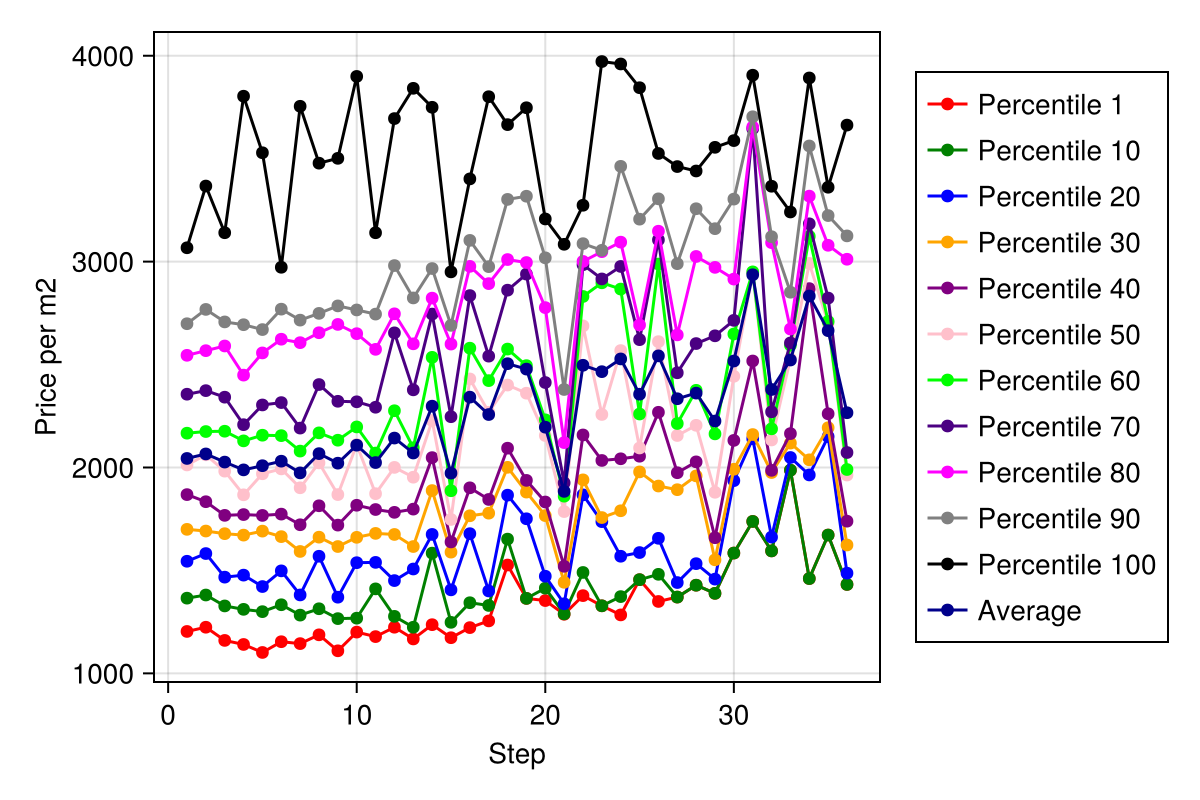 4000
3000
2000
1000
Price per m2
0 10 20 30
Step
Percentile 1
Percentile 10
Percentile 20
Percentile 30
Percentile 40
Percentile 50
Percentile 60
Percentile 70
Percentile 80
Percentile 90
Percentile 100
Average